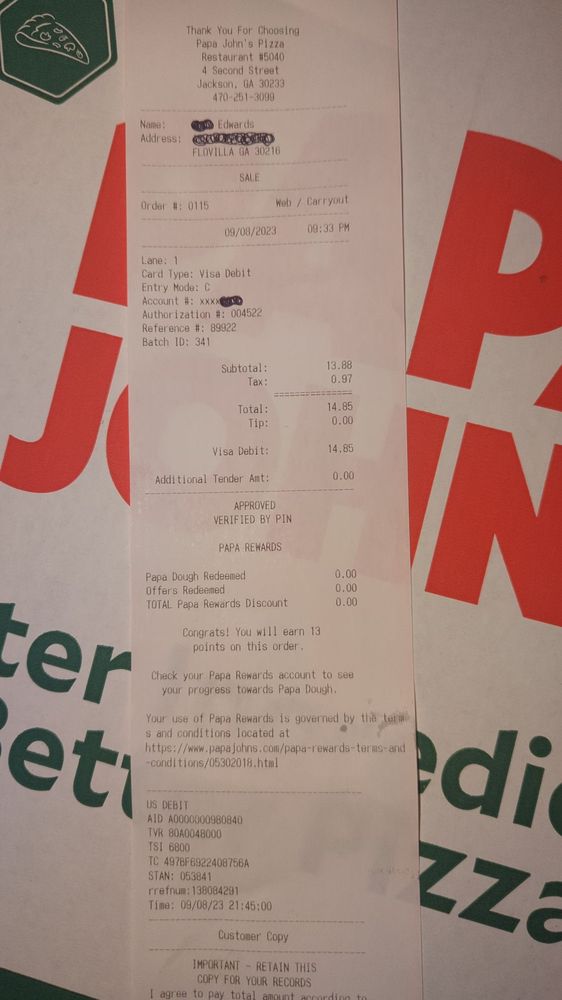 Thank You For Choosing
Papa John's Pizza
Restaurant #5040
4 Second Street
Jackson, GA 30233
470-251-3099
Name: Edwards
Address:
FLOVILLA GA 30216
SALE
Order #: 0115 Web / Carryout
09/08/2023 09:33 PM
Lane: 1
Card Type: Visa Debit
Entry Mode: C
Account #: xxxx
Authorization #: 004522
Reference #: 89922
Batch ID: 341
Subtotal: 13.88
Tax: 0.97
===============
Total: 14.85
Tip: 0.00
Visa Debit: 14.85
Additional Tender Amt: 0.00
APPROVED
VERIFIED BY PIN
PAPA REWARDS
Papa Dough Redeemed 0.00
Offers Redeemed 0.00
TOTAL Papa Rewards Discount 0.00
Congrats! You will earn 13
points on this order.
Check your Papa Rewards account to see
your progress towards Papa Dough.
Your use of Papa Rewards is governed by the term
s and conditions located at
https://www.papajohns.com/papa-rewards-terms-and
-conditions/05302018.html
US DEBIT
AID A0000000980840
TVR 80A0048000
TSI 6800
TC 497BF6922408756A
STAN: 053841
rrefnum:138084291
Time: 09/08/23 21:45:00
Customer Copy
IMPORTANT - RETAIN THIS
COPY FOR YOUR RECORDS
I agree to pay total amount according to